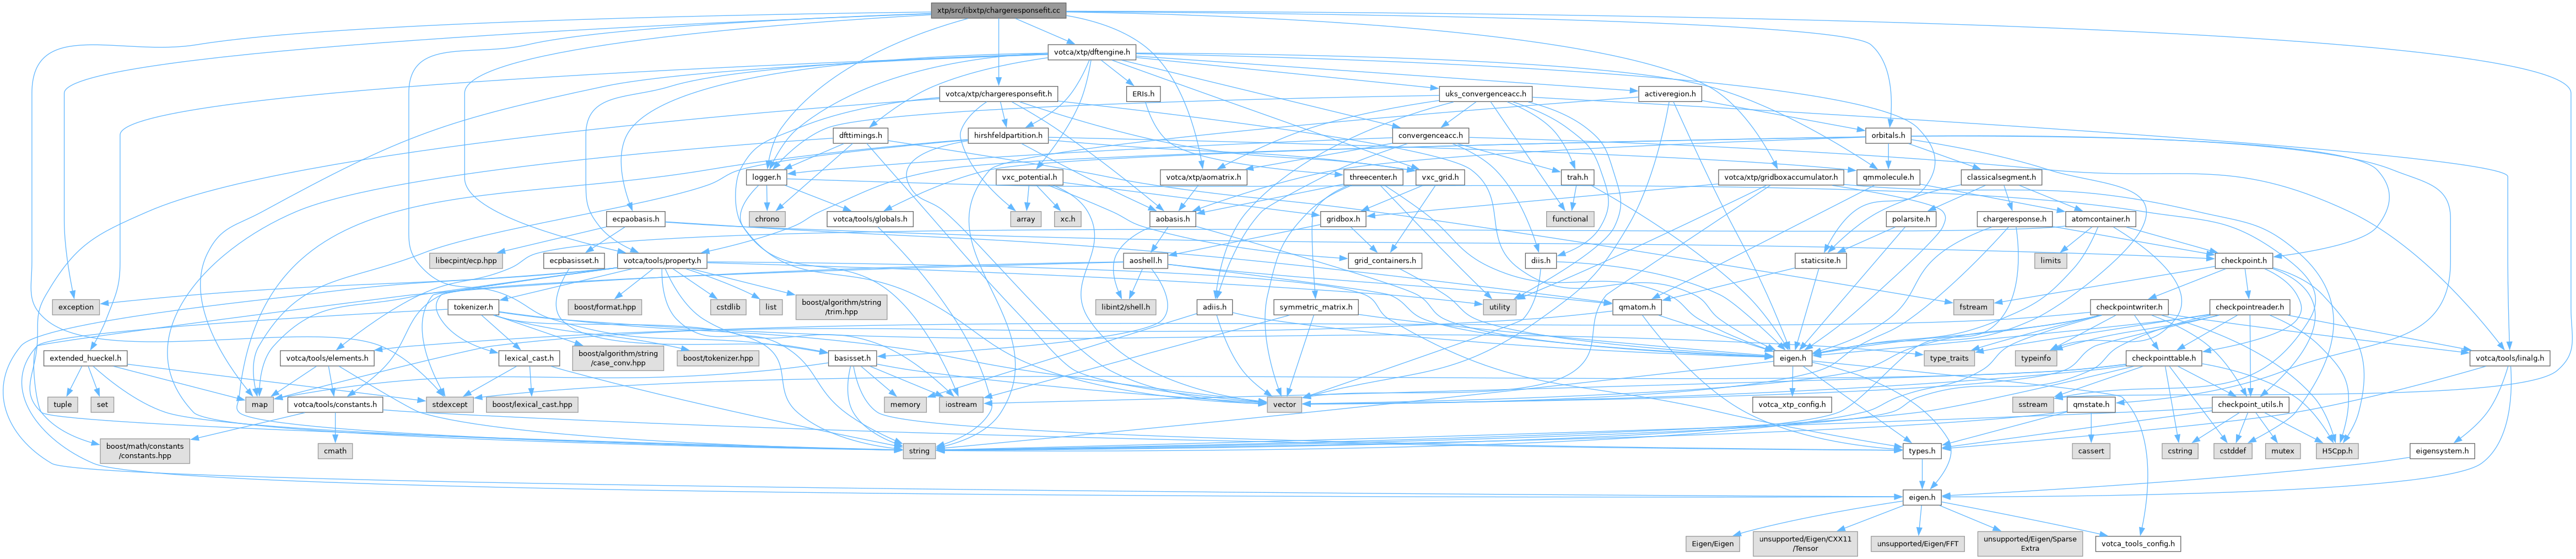 xtp/src/libxtp/chargeresponsefit.cc
votca/xtp/dftengine.h
votca/xtp/chargeresponsefit.h
ERIs.h
uks_convergenceacc.h
activeregion.h
dfttimings.h
hirshfeldpartition.h
convergenceacc.h
orbitals.h
logger.h
vxc_potential.h
votca/xtp/aomatrix.h
threecenter.h
vxc_grid.h
trah.h
votca/xtp/gridboxaccumulator.h
qmmolecule.h
classicalsegment.h
ecpaobasis.h
chrono
votca/tools/globals.h
array
xc.h
aobasis.h
gridbox.h
functional
polarsite.h
chargeresponse.h
atomcontainer.h
libecpint/ecp.hpp
ecpbasisset.h
votca/tools/property.h
aoshell.h
grid_containers.h
diis.h
staticsite.h
limits
checkpoint.h
exception
tokenizer.h
boost/format.hpp
cstdlib
list
boost/algorithm/string
/trim.hpp
libint2/shell.h
adiis.h
symmetric_matrix.h
utility
qmatom.h
fstream
checkpointwriter.h
checkpointreader.h
extended_hueckel.h
votca/tools/elements.h
lexical_cast.h
boost/algorithm/string
/case_conv.hpp
boost/tokenizer.hpp
basisset.h
eigen.h
type_traits
typeinfo
checkpointtable.h
votca/tools/linalg.h
tuple
set
map
votca/tools/constants.h
stdexcept
boost/lexical_cast.hpp
memory
iostream
vector
votca_xtp_config.h
sstream
qmstate.h
checkpoint_utils.h
boost/math/constants
/constants.hpp
cmath
string
types.h
cassert
cstring
cstddef
mutex
H5Cpp.h
eigensystem.h
eigen.h
Eigen/Eigen
unsupported/Eigen/CXX11
/Tensor
unsupported/Eigen/FFT
unsupported/Eigen/Sparse
Extra
votca_tools_config.h